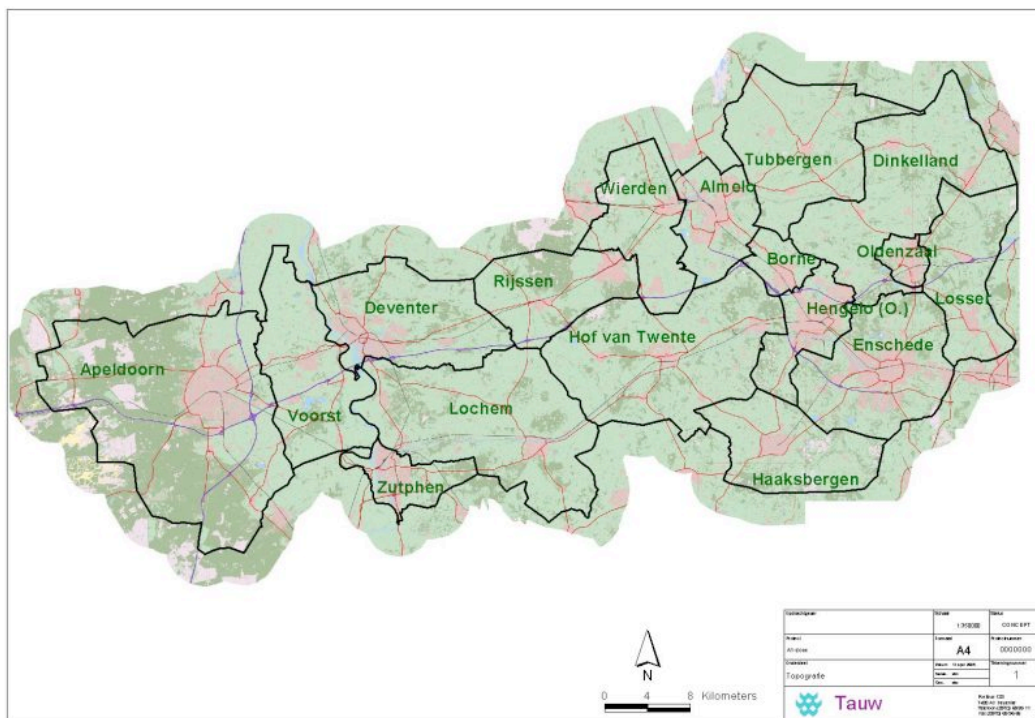 Tubbergen
Dinkelland
Wierden
Almelo
Borne
Oldenzaal
Rijssen
Deventer
Hengelo (O.)
Losser
Hof van Twente
Enschede
Apeldoorn
Voorst
Lochem
Zutphen
Haaksbergen
0 4 8 Kilometers
N
CONCEPT
A4
0000000
Topografie
1
Tauw